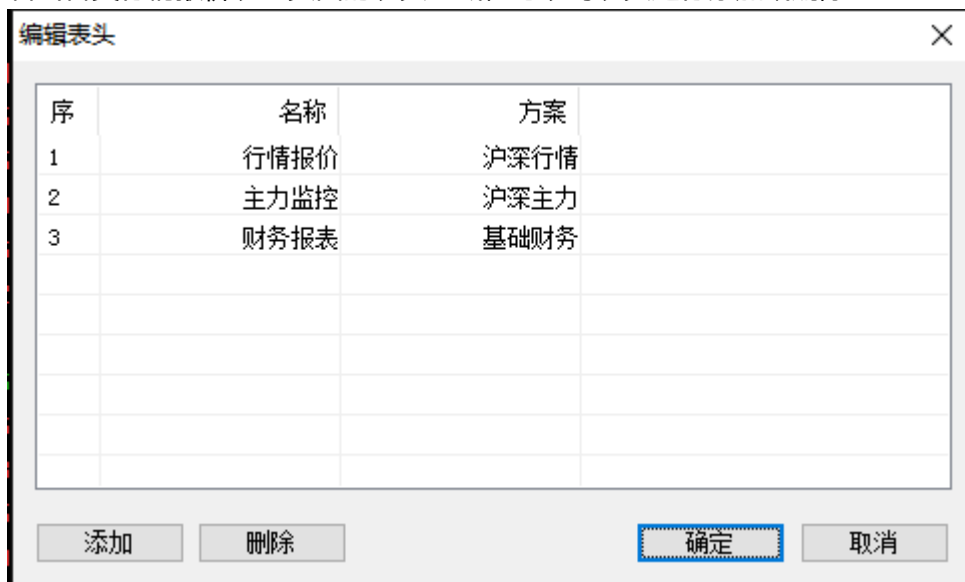 编辑表头
序 名称 方案
1 行情报价 沪深行情
2 主力监控 沪深主力
3 财务报表 基础财务
添加 删除 确定 取消